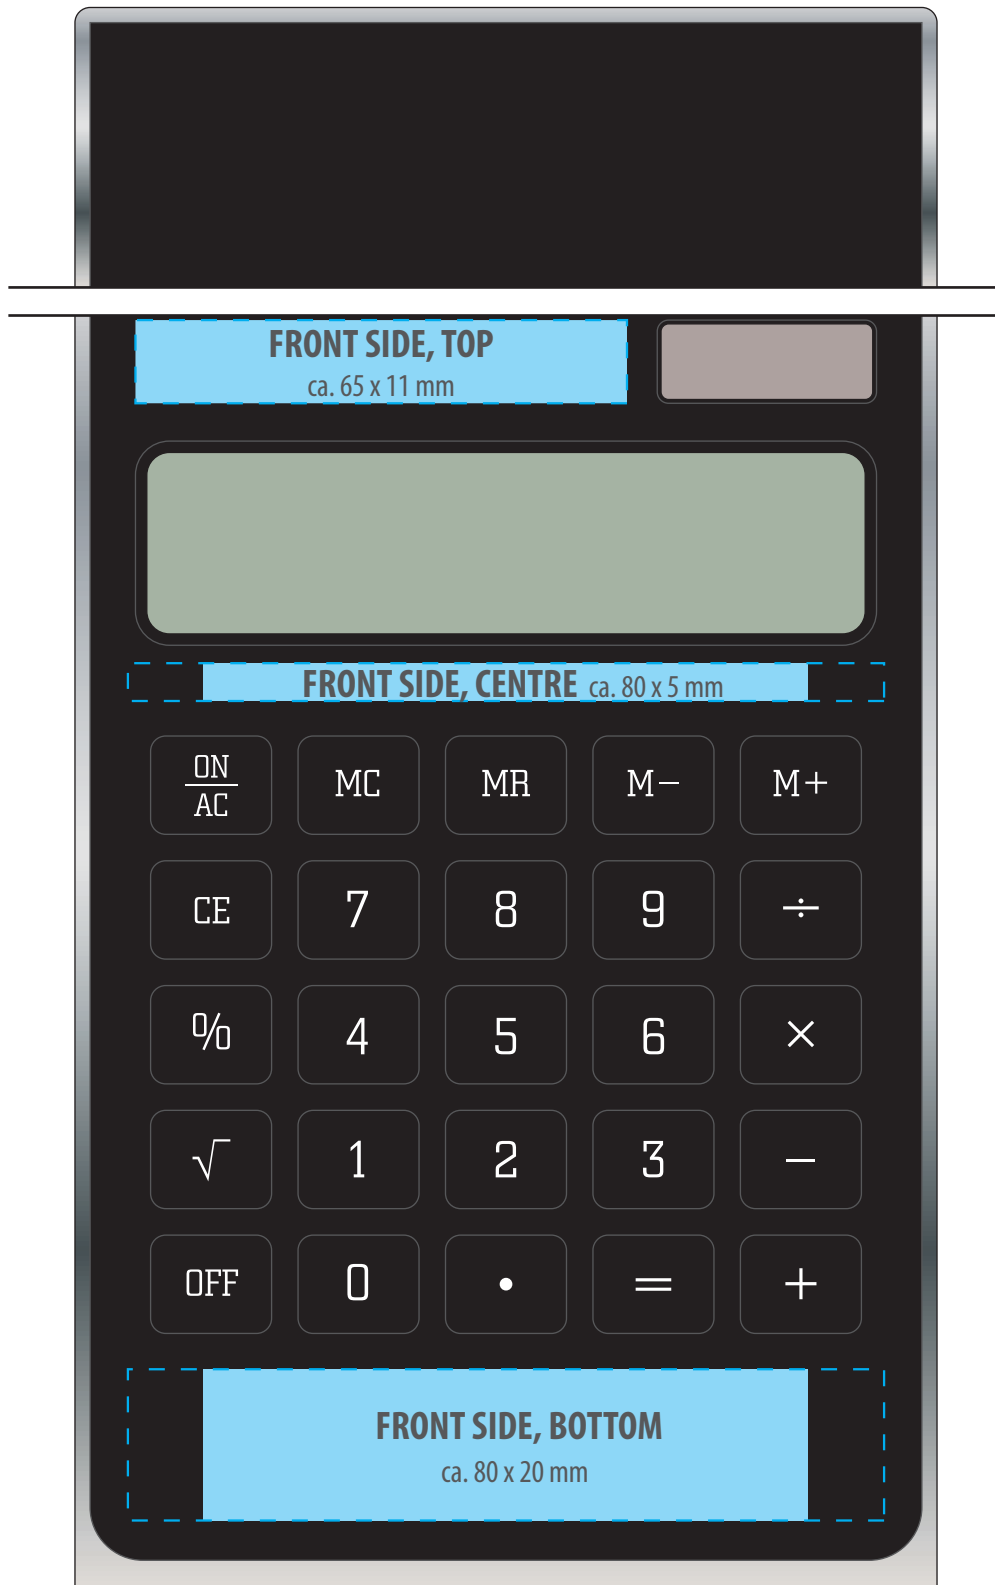 FRONT SIDE, TOP
ca. 65 x 11 mm
FRONT SIDE, CENTRE ca. 80 x 5 mm
ON
AC
MC MR M− M+
CE 7 8 9 ÷
% 4 5 6 ×
√ 1 2 3 −
OFF 0 . = +
FRONT SIDE, BOTTOM
ca. 80 x 20 mm